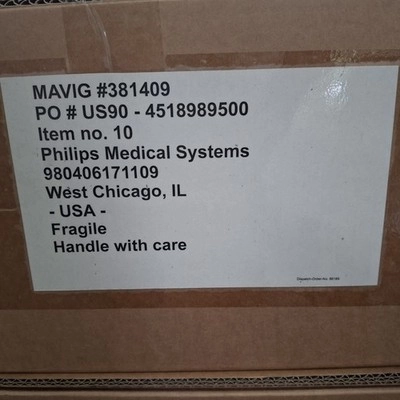 MAVIG #381409
PO # US90 - 4518989500
Item no. 10
Philips Medical Systems
980406171109
West Chicago, IL
- USA -
Fragile
Handle with care